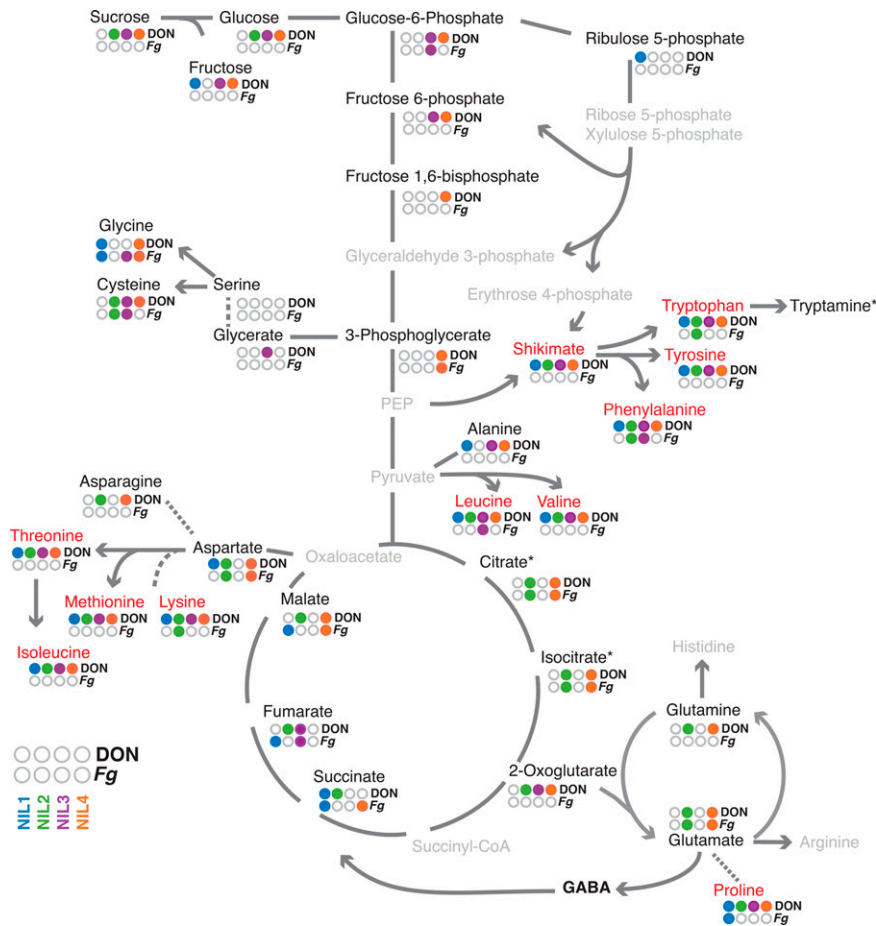 Sucrose
DON
Fg
Glucose
DON
Fg
Fructose
DON
Fg
Glucose-6-Phosphate
DON
Fg
Ribulose 5-phosphate
DON
Fg
Fructose 6-phosphate
DON
Fg
Ribose 5-phosphate
Xylulose 5-phosphate
Fructose 1,6-bisphosphate
DON
Fg
Glycine
DON
Fg
Glyceraldehyde 3-phosphate
Cysteine
DON
Fg
Serine
DON
Fg
Erythrose 4-phosphate
Tryptophan
DON
Fg
Tryptamine*
Glycerate
DON
Fg
3-Phosphoglycerate
DON
Fg
Shikimate
DON
Fg
Tyrosine
DON
Fg
PEP
Phenylalanine
DON
Fg
Alanine
DON
Fg
Pyruvate
Asparagine
DON
Fg
Leucine
DON
Fg
Valine
DON
Fg
Threonine
DON
Fg
Aspartate
DON
Fg
Oxaloacetate
Citrate*
DON
Fg
Methionine
DON
Fg
Lysine
DON
Fg
Malate
DON
Fg
Isoleucine
DON
Fg
Isocitrate*
DON
Fg
Histidine
Fumarate
DON
Fg
Glutamine
DON
Fg
DON
Fg
NIL1
NIL2
NIL3
NIL4
Succinate
DON
Fg
2-Oxoglutarate
DON
Fg
Succinyl-CoA
DON
Fg
Glutamate
Arginine
GABA
Proline
DON
Fg